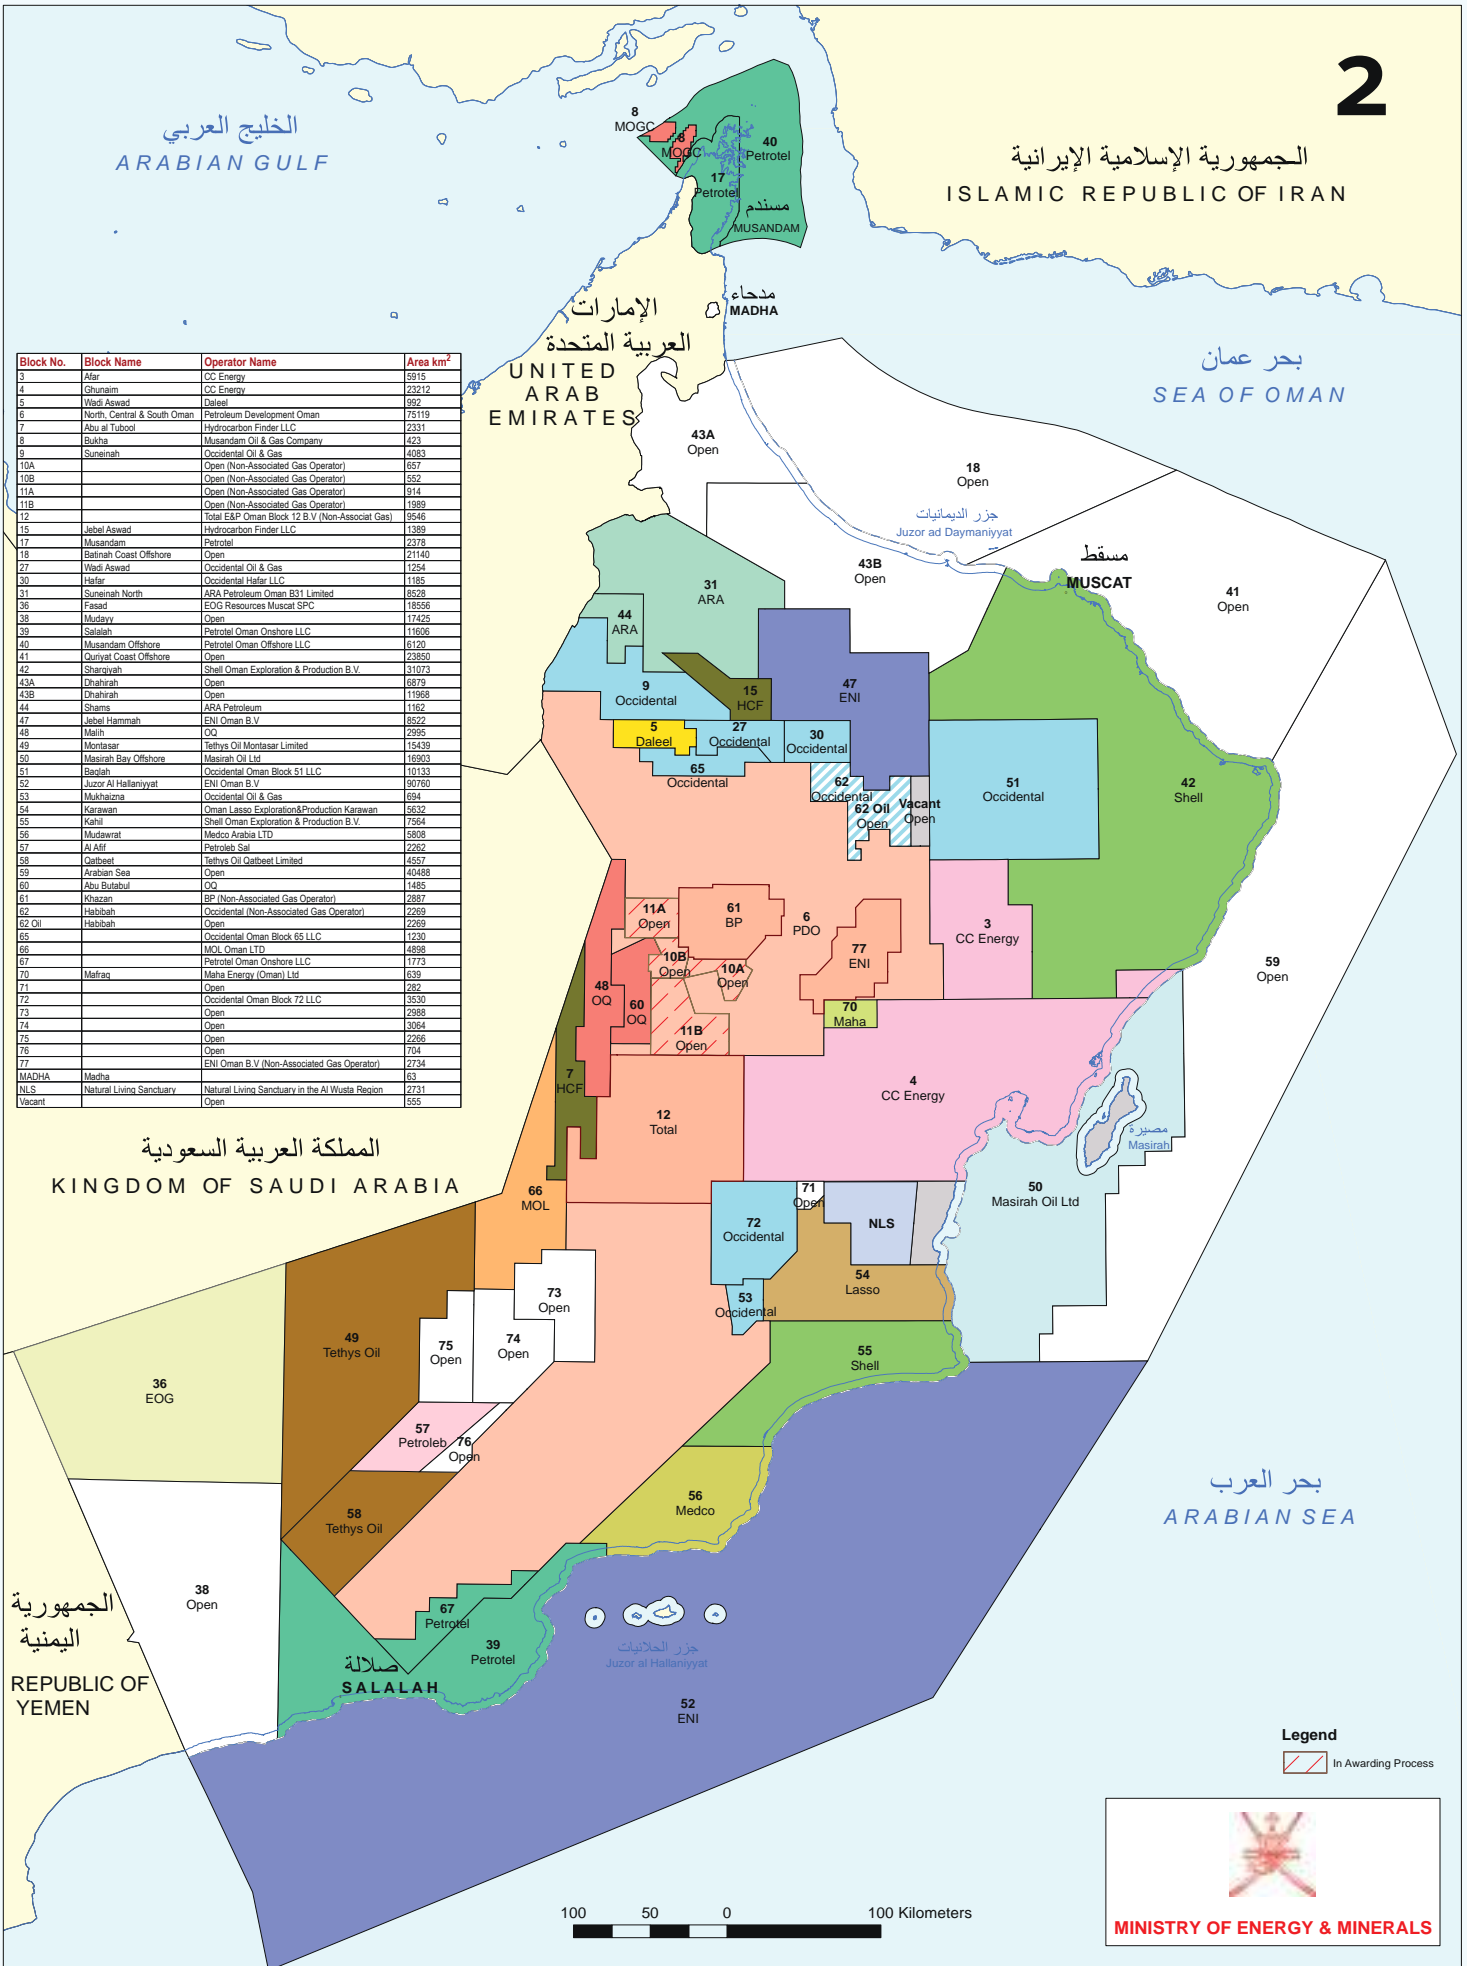 2
الخليج العربي
ARABIAN GULF
8
MOGC
8
MOGC
40
Petrotel
17
Petrotel
مسندم
MUSANDAM
الجمهورية الإسلامية الإيرانية
ISLAMIC REPUBLIC OF IRAN
مدحاء
MADHA
الإمارات
العربية المتحدة
UNITED
ARAB
EMIRATES
بحر عمان
SEA OF OMAN
Block No. Block Name Operator Name Area km2
3 Afar CC Energy 5915
4 Ghunaim CC Energy 23212
5 Wadi Aswad Daleel 992
6 North, Central & South Oman Petroleum Development Oman 75119
7 Abu al Tubool Hydrocarbon Finder LLC 2331
8 Bukha Musandam Oil & Gas Company 423
9 Suneinah Occidental Oil & Gas 4083
10A Open (Non-Associated Gas Operator) 657
10B Open (Non-Associated Gas Operator) 552
11A Open (Non-Associated Gas Operator) 914
11B Open (Non-Associated Gas Operator) 1989
12 Total E&P Oman Block 12 B.V (Non-Associat Gas) 9546
15 Jebel Aswad Hydrocarbon Finder LLC 1389
17 Musandam Petrotel 2378
18 Batinah Coast Offshore Open 21140
27 Wadi Aswad Occidental Oil & Gas 1254
30 Hafar Occidental Hafar LLC 1185
31 Suneinah North ARA Petroleum Oman B31 Limited 8528
36 Fasad EOG Resources Muscat SPC 18556
38 Mudayy Open 17425
39 Salalah Petrotel Oman Onshore LLC 11606
40 Musandam Offshore Petrotel Oman Offshore LLC 6120
41 Quriyat Coast Offshore Open 23850
42 Sharqiyah Shell Oman Exploration & Production B.V. 31073
43A Dhahirah Open 6879
43B Dhahirah Open 11968
44 Shams ARA Petroleum 1162
47 Jebel Hammah ENI Oman B.V 8522
48 Malih OQ 2995
49 Montasar Tethys Oil Montasar Limited 15439
50 Masirah Bay Offshore Masirah Oil Ltd 16903
51 Baqlah Occidental Oman Block 51 LLC 10133
52 Juzor Al Hallaniyyat ENI Oman B.V 90760
53 Mukhaizna Occidental Oil & Gas 694
54 Karawan Oman Lasso Exploration&Production Karawan 5632
55 Kahil Shell Oman Exploration & Production B.V. 7564
56 Mudawrat Medco Arabia LTD 5808
57 Al Afif Petroleb Sal 2262
58 Qatbeet Tethys Oil Qatbeet Limited 4557
59 Arabian Sea Open 40488
60 Abu Butabul OQ 1485
61 Khazan BP (Non-Associated Gas Operator) 2887
62 Habibah Occidental (Non-Associated Gas Operator) 2269
62 Oil Habibah Open 2269
65 Occidental Oman Block 65 LLC 1230
66 MOL Oman LTD 4898
67 Petrotel Oman Onshore LLC 1773
70 Mafraq Maha Energy (Oman) Ltd 639
71 Open 282
72 Occidental Oman Block 72 LLC 3530
73 Open 2988
74 Open 3064
75 Open 2266
76 Open 704
77 ENI Oman B.V (Non-Associated Gas Operator) 2734
MADHA Madha 63
NLS Natural Living Sanctuary Natural Living Sanctuary in the Al Wusta Region 2731
Vacant Open 555
43A
Open
18
Open
جزر الديمانيات
Juzor ad Daymaniyyat
43B
Open
مسقط
MUSCAT
41
Open
31
ARA
44
ARA
9
Occidental
15
HCF
47
ENI
5
Daleel
27
Occidental
30
Occidental
65
Occidental
62
Occidental
62 Oil
Open
Vacant
Open
51
Occidental
42
Shell
11A
Open
61
BP
6
PDO
77
ENI
3
CC Energy
59
Open
10B
Open
10A
Open
48
OQ
60
OQ
70
Maha
11B
Open
7
HCF
12
Total
4
CC Energy
مصيرة
Masirah
المملكة العربية السعودية
KINGDOM OF SAUDI ARABIA
66
MOL
71
Open
72
Occidental
NLS
50
Masirah Oil Ltd
54
Lasso
53
Occidental
73
Open
49
Tethys Oil
75
Open
74
Open
55
Shell
36
EOG
57
Petroleb
76
Open
58
Tethys Oil
56
Medco
بحر العرب
ARABIAN SEA
38
Open
الجمهورية
اليمنية
REPUBLIC OF
YEMEN
67
Petrotel
39
Petrotel
صلالة
SALALAH
جزر الحلانيات
Juzor al Hallaniyyat
52
ENI
Legend
In Awarding Process
100 50 0 100 Kilometers
MINISTRY OF ENERGY & MINERALS